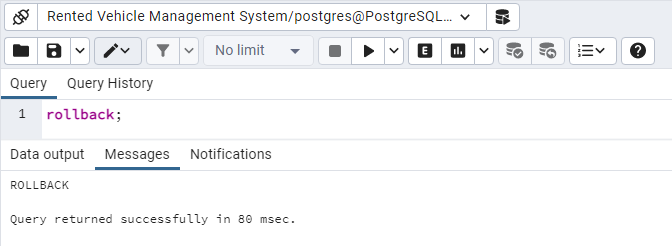 Rented Vehicle Management System/postgres@PostgreSQL...
No limit
E
Query Query History
1 rollback;
Data output Messages Notifications
ROLLBACK
Query returned successfully in 80 msec.